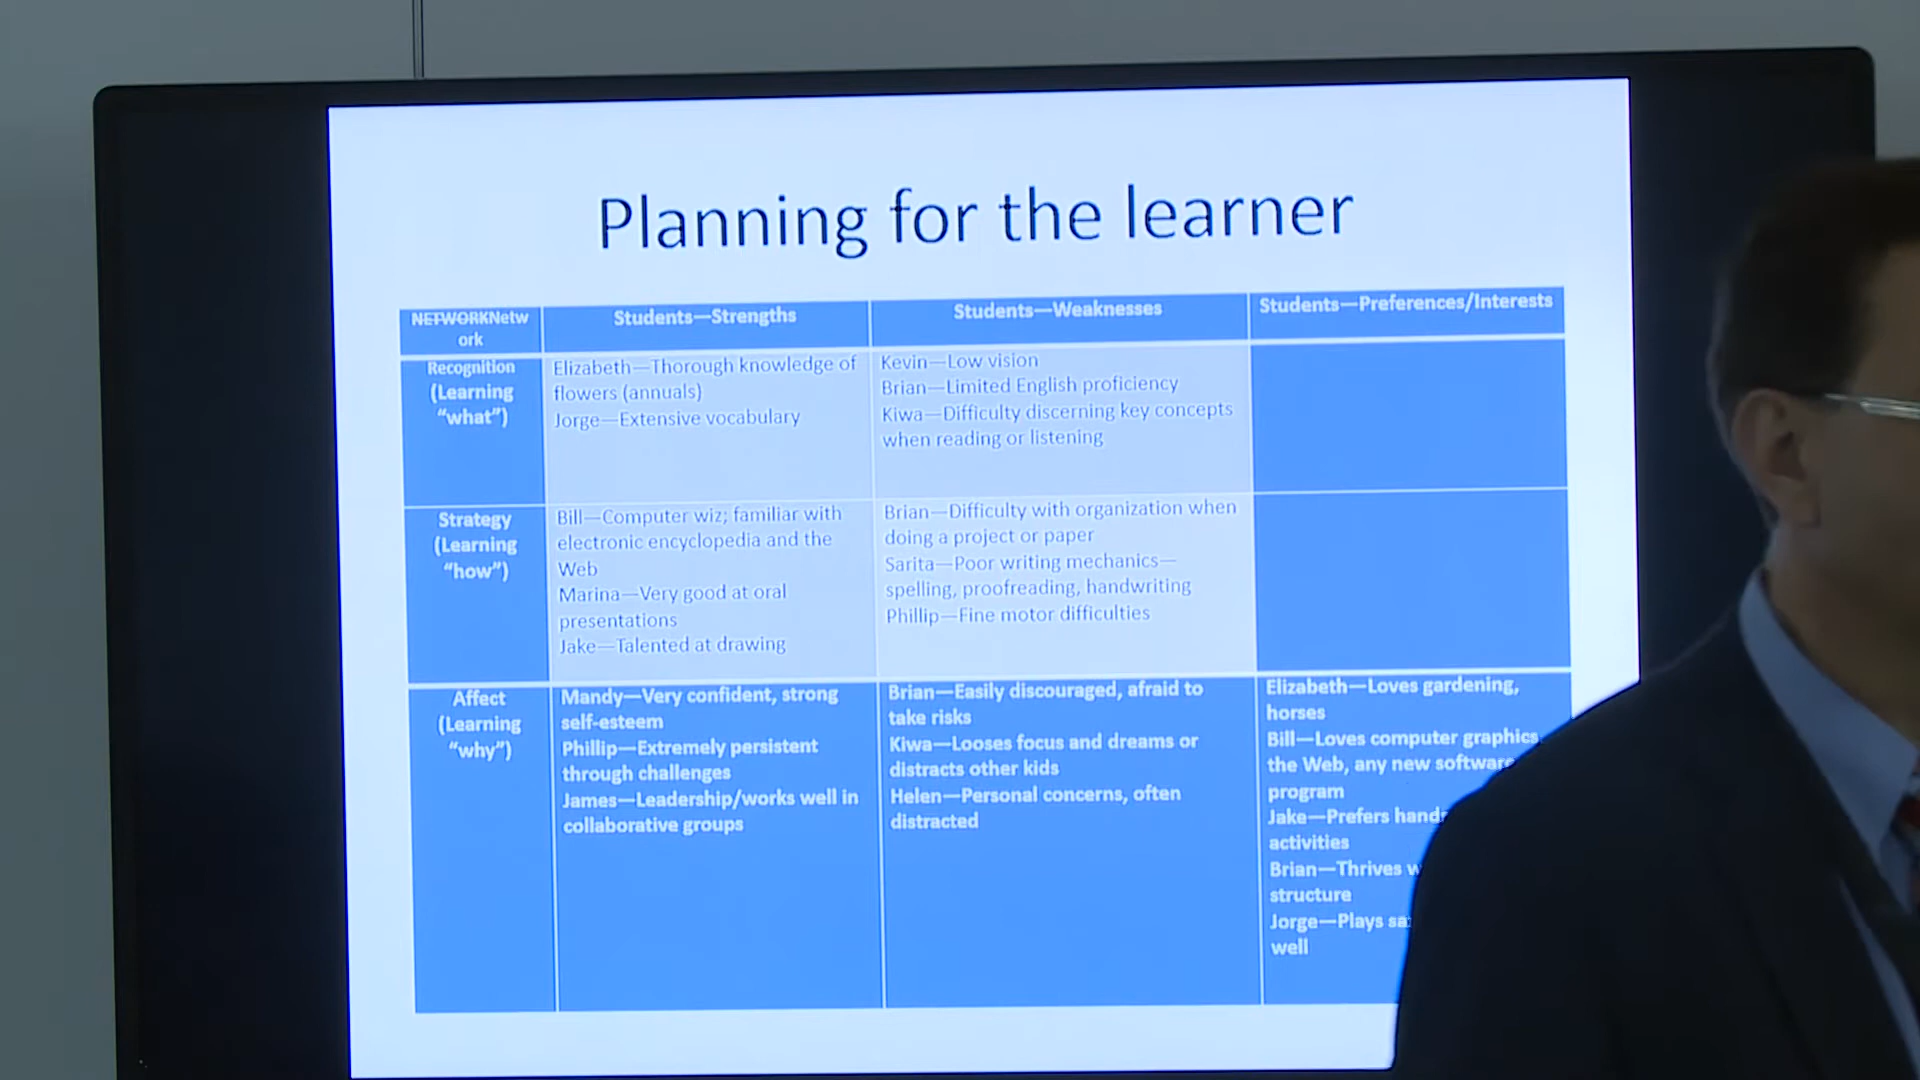 Planning for the learner
NETWORKNetw
ork
Students—Strengths
Students—Weaknesses
Students—Preferences/Interests
Recognition
(Learning
“what”)
Elizabeth—Thorough knowledge of
flowers (annuals)
Jorge—Extensive vocabulary
Kevin—Low vision
Brian—Limited English proficiency
Kiwa—Difficulty discerning key concepts
when reading or listening
Strategy
(Learning
“how”)
Bill—Computer wiz; familiar with
electronic encyclopedia and the
Web
Marina—Very good at oral
presentations
Jake—Talented at drawing
Brian—Difficulty with organization when
doing a project or paper
Sarita—Poor writing mechanics—
spelling, proofreading, handwriting
Phillip—Fine motor difficulties
Affect
(Learning
“why”)
Mandy—Very confident, strong
self-esteem
Phillip—Extremely persistent
through challenges
James—Leadership/works well in
collaborative groups
Brian—Easily discouraged, afraid to
take risks
Kiwa—Looses focus and dreams or
distracts other kids
Helen—Personal concerns, often
distracted
Elizabeth—Loves gardening,
horses
Bill—Loves computer graphics,
the Web, any new software
program
Jake—Prefers
activities
Brian—Thrives
structure
Jorge—Plays
well